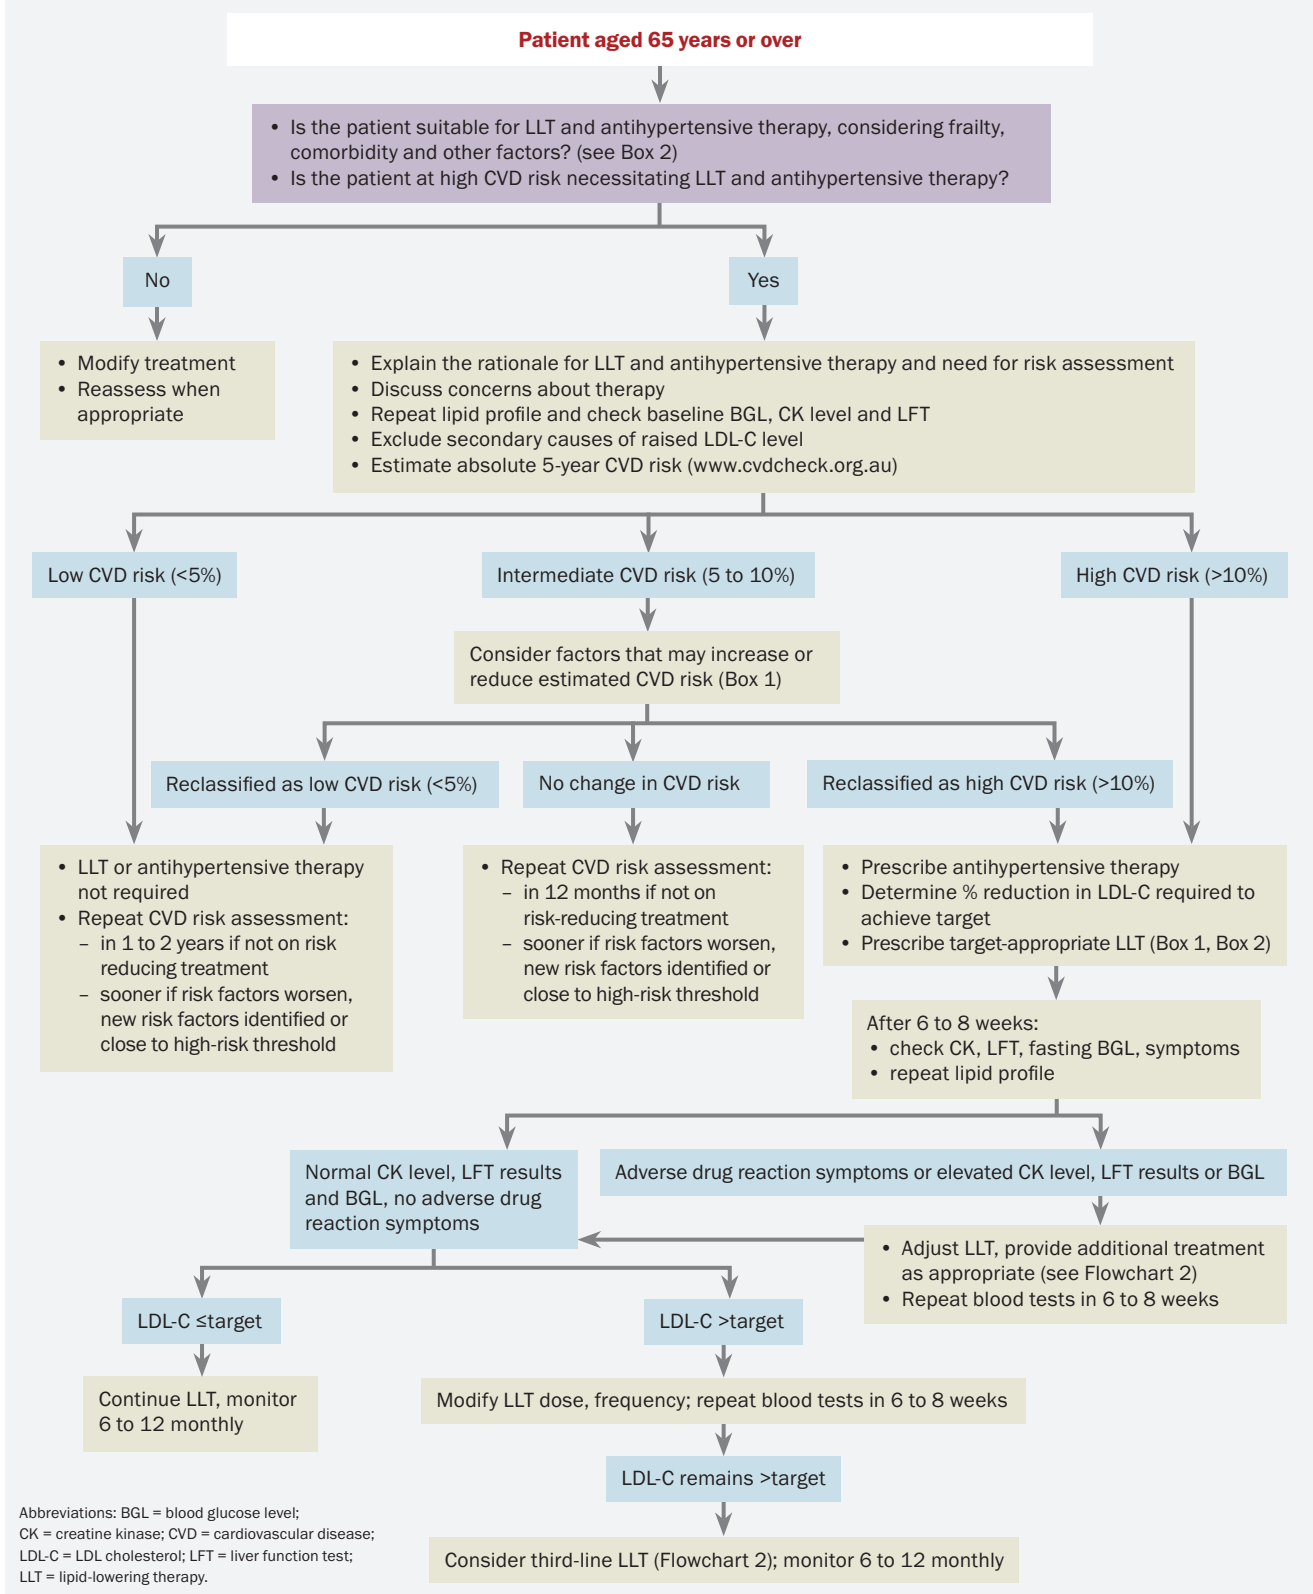 Patient aged 65 years or over
• Is the patient suitable for LLT and antihypertensive therapy, considering frailty,
comorbidity and other factors? (see Box 2)
• Is the patient at high CVD risk necessitating LLT and antihypertensive therapy?
No
Yes
• Modify treatment
• Reassess when
appropriate
• Explain the rationale for LLT and antihypertensive therapy and need for risk assessment
• Discuss concerns about therapy
• Repeat lipid profile and check baseline BGL, CK level and LFT
• Exclude secondary causes of raised LDL-C level
• Estimate absolute 5-year CVD risk (www.cvdcheck.org.au)
Low CVD risk (<5%)
Intermediate CVD risk (5 to 10%)
High CVD risk (>10%)
Consider factors that may increase or
reduce estimated CVD risk (Box 1)
Reclassified as low CVD risk (<5%)
No change in CVD risk
Reclassified as high CVD risk (>10%)
• LLT or antihypertensive therapy
not required
• Repeat CVD risk assessment:
– in 1 to 2 years if not on risk
reducing treatment
– sooner if risk factors worsen,
new risk factors identified or
close to high-risk threshold
• Repeat CVD risk assessment:
– in 12 months if not on
risk-reducing treatment
– sooner if risk factors worsen,
new risk factors identified or
close to high-risk threshold
• Prescribe antihypertensive therapy
• Determine % reduction in LDL-C required to
achieve target
• Prescribe target-appropriate LLT (Box 1, Box 2)
After 6 to 8 weeks:
• check CK, LFT, fasting BGL, symptoms
• repeat lipid profile
Normal CK level, LFT results
and BGL, no adverse drug
reaction symptoms
Adverse drug reaction symptoms or elevated CK level, LFT results or BGL
• Adjust LLT, provide additional treatment
as appropriate (see Flowchart 2)
• Repeat blood tests in 6 to 8 weeks
LDL-C ≤target
LDL-C >target
Continue LLT, monitor
6 to 12 monthly
Modify LLT dose, frequency; repeat blood tests in 6 to 8 weeks
LDL-C remains >target
Consider third-line LLT (Flowchart 2); monitor 6 to 12 monthly
Abbreviations: BGL = blood glucose level;
CK = creatine kinase; CVD = cardiovascular disease;
LDL-C = LDL cholesterol; LFT = liver function test;
LLT = lipid-lowering therapy.